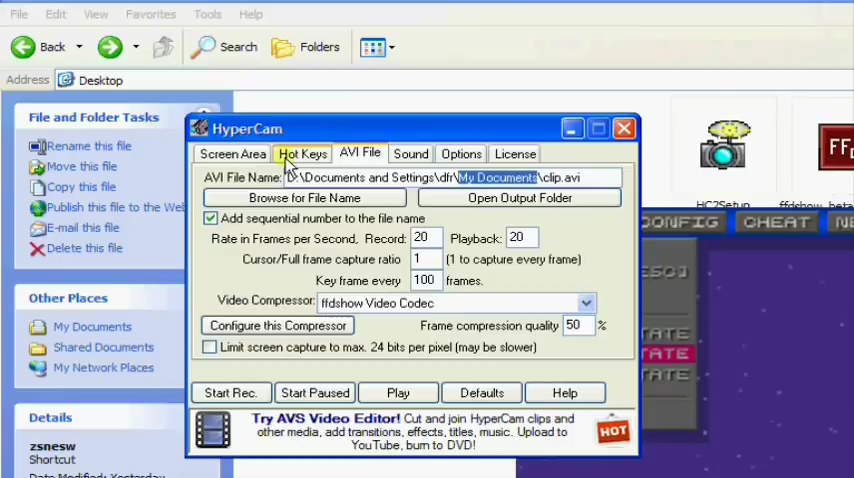 File Edit View Favorites Tools Help
Back Search Folders
Address Desktop
File and Folder Tasks
Rename this file
Move this file
Copy this file
Publish this file to the Web
E-mail this file
Delete this file
Other Places
My Documents
Shared Documents
My Network Places
Details
zsnesw
Shortcut
Date Modified: Yesterday
HyperCam
Screen Area Hot Keys AVI File Sound Options License
AVI File Name: D:\Documents and Settings\dfr\My Documents\clip.avi
Browse for File Name Open Output Folder
Add sequential number to the file name
Rate in Frames per Second, Record: 20 Playback: 20
Cursor/Full frame capture ratio 1 (1 to capture every frame)
Key frame every 100 frames.
Video Compressor: ffdshow Video Codec
Configure this Compressor Frame compression quality 50 %
Limit screen capture to max. 24 bits per pixel (may be slower)
Start Rec. Start Paused Play Defaults Help
Try AVS Video Editor! Cut and join HyperCam clips and
other media, add transitions, effects, titles, music. Upload to
YouTube, burn to DVD!
HOT
HC2Setup
CONFIG CHEAT